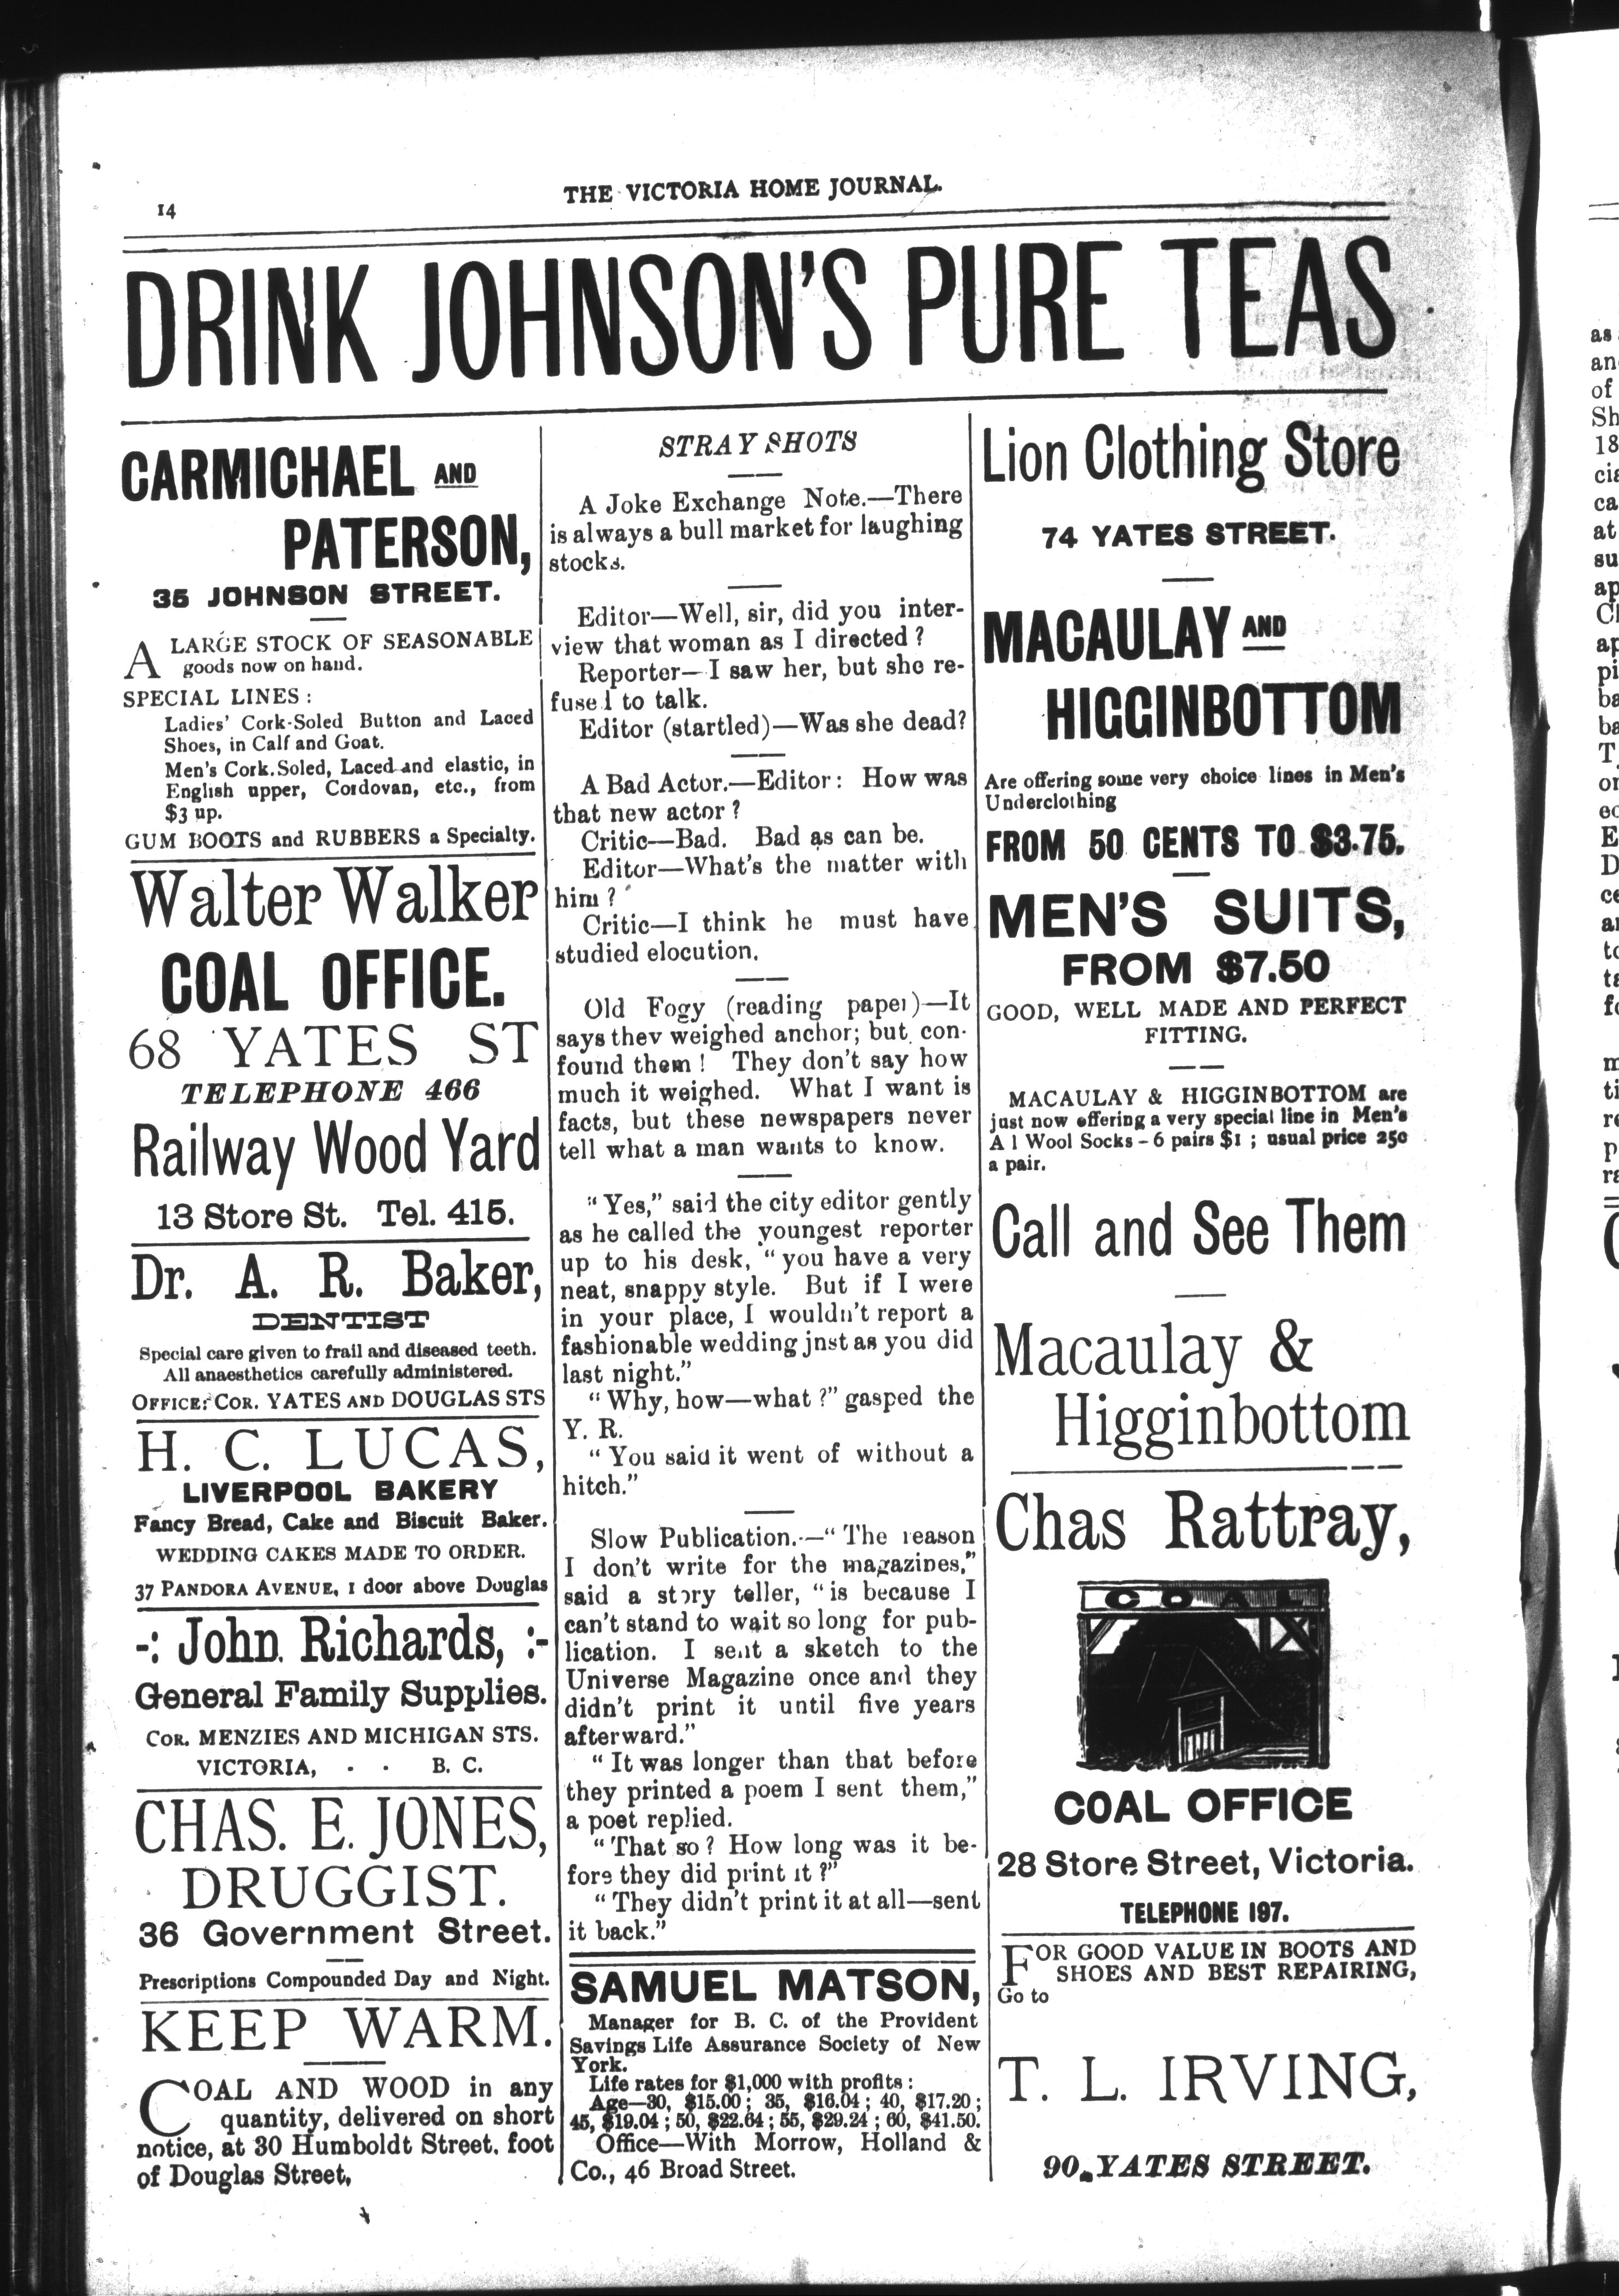 14
THE VICTORIA HOME JOURNAL.
DRINK JOHNSON'S PURE TEAS
CARMICHAEL AND
PATERSON,
35 JOHNSON STREET.
A LARGE STOCK OF SEASONABLE
goods now on hand.
SPECIAL LINES :
Ladies' Cork-Soled Button and Laced
Shoes, in Calf and Goat.
Men's Cork.Soled, Laced and elastic, in
English upper, Cordovan, etc., from
$3 up.
GUM BOOTS and RUBBERS a Specialty.
Walter Walker
COAL OFFICE.
68 YATES ST
TELEPHONE 466
Railway Wood Yard
13 Store St. Tel. 415.
Dr. A. R. Baker,
DENTIST
Special care given to frail and diseased teeth.
All anaesthetics carefully administered.
OFFICE: COR. YATES AND DOUGLAS STS
H. C. LUCAS,
LIVERPOOL BAKERY
Fancy Bread, Cake and Biscuit Baker.
WEDDING CAKES MADE TO ORDER.
37 PANDORA AVENUE, 1 door above Douglas
-: John. Richards, :-
General Family Supplies.
COR. MENZIES AND MICHIGAN STS.
VICTORIA, - - B. C.
CHAS. E. JONES,
DRUGGIST.
36 Government Street.
Prescriptions Compounded Day and Night.
KEEP WARM.
COAL AND WOOD in any
quantity, delivered on short
notice, at 30 Humboldt Street, foot
of Douglas Street,
STRAY SHOTS
A Joke Exchange Note.—There
is always a bull market for laughing
stocks.
Editor—Well, sir, did you inter-
view that woman as I directed ?
Reporter—I saw her, but she re-
fusel to talk.
Editor (startled)—Was she dead?
A Bad Actor.—Editor: How was
that new actor ?
Critic—Bad. Bad as can be.
Editor—What's the matter with
him ?
Critic—I think he must have
studied elocution.
Old Fogy (reading paper)—It
says they weighed anchor; but con-
found them ! They don't say how
much it weighed. What I want is
facts, but these newspapers never
tell what a man wants to know.
"Yes," said the city editor gently
as he called the youngest reporter
up to his desk, "you have a very
neat, snappy style. But if I were
in your place, I wouldn't report a
fashionable wedding jnst as you did
last night."
"Why, how—what ?" gasped the
Y. R.
"You said it went of without a
hitch."
Slow Publication.—"The reason
I don't write for the magazines,"
said a story teller, "is because I
can't stand to wait so long for pub-
lication. I sent a sketch to the
Universe Magazine once and they
didn't print it until five years
afterward."
"It was longer than that before
they printed a poem I sent them,"
a poet replied.
"That so ? How long was it be-
fore they did print it ?"
"They didn't print it at all—sent
it back."
SAMUEL MATSON,
Manager for B. C. of the Provident
Savings Life Assurance Society of New
York.
Life rates for $1,000 with profits :
Age—30, $15.00 ; 35, $16.04 ; 40, $17.20 ;
45, $19.04 ; 50, $22.64 ; 55, $29.24 ; 60, $41.50.
Office—With Morrow, Holland &
Co., 46 Broad Street.
Lion Clothing Store
74 YATES STREET.
MACAULAY AND
HIGGINBOTTOM
Are offering some very choice lines in Men's
Underclothing
FROM 50 CENTS TO $3.75.
MEN'S SUITS,
FROM $7.50
GOOD, WELL MADE AND PERFECT
FITTING.
MACAULAY & HIGGINBOTTOM are
just now offering a very special line in Men's
A 1 Wool Socks - 6 pairs $1 ; usual price 25c
a pair.
Call and See Them
Macaulay &
Higginbottom
Chas Rattray,
COAL
COAL OFFICE
28 Store Street, Victoria.
TELEPHONE 197.
FOR GOOD VALUE IN BOOTS AND
SHOES AND BEST REPAIRING,
Go to
T. L. IRVING,
90 YATES STREET.